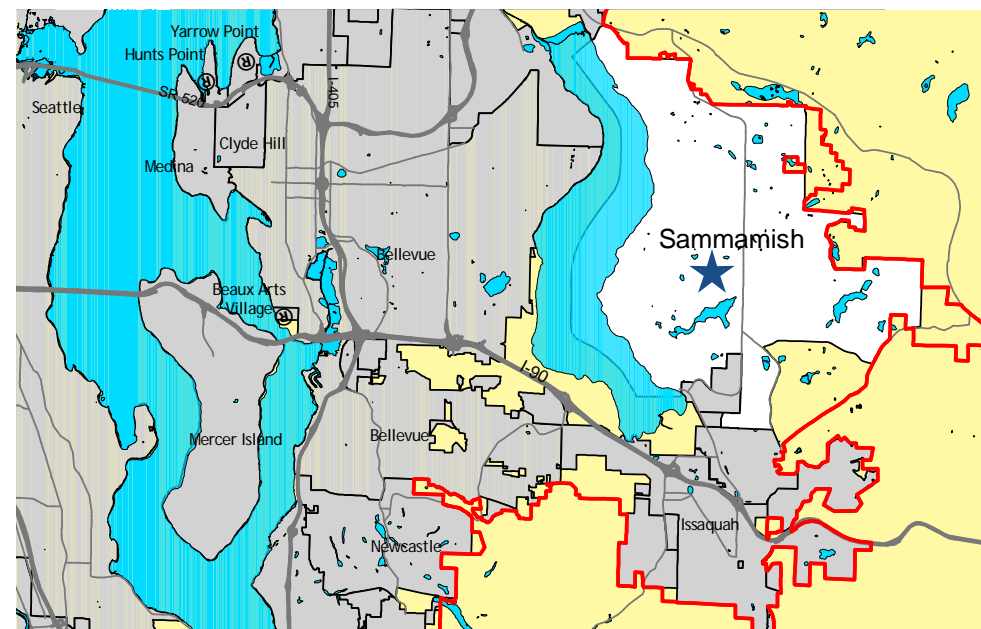 Yarrow Point
Hunts Point
R
R
I-405
SR 520
Seattle
Clyde Hill
Medina
Sammamish
Bellevue
Beaux Arts
Village
R
I-90
Mercer Island
Bellevue
Issaquah
Newcastle